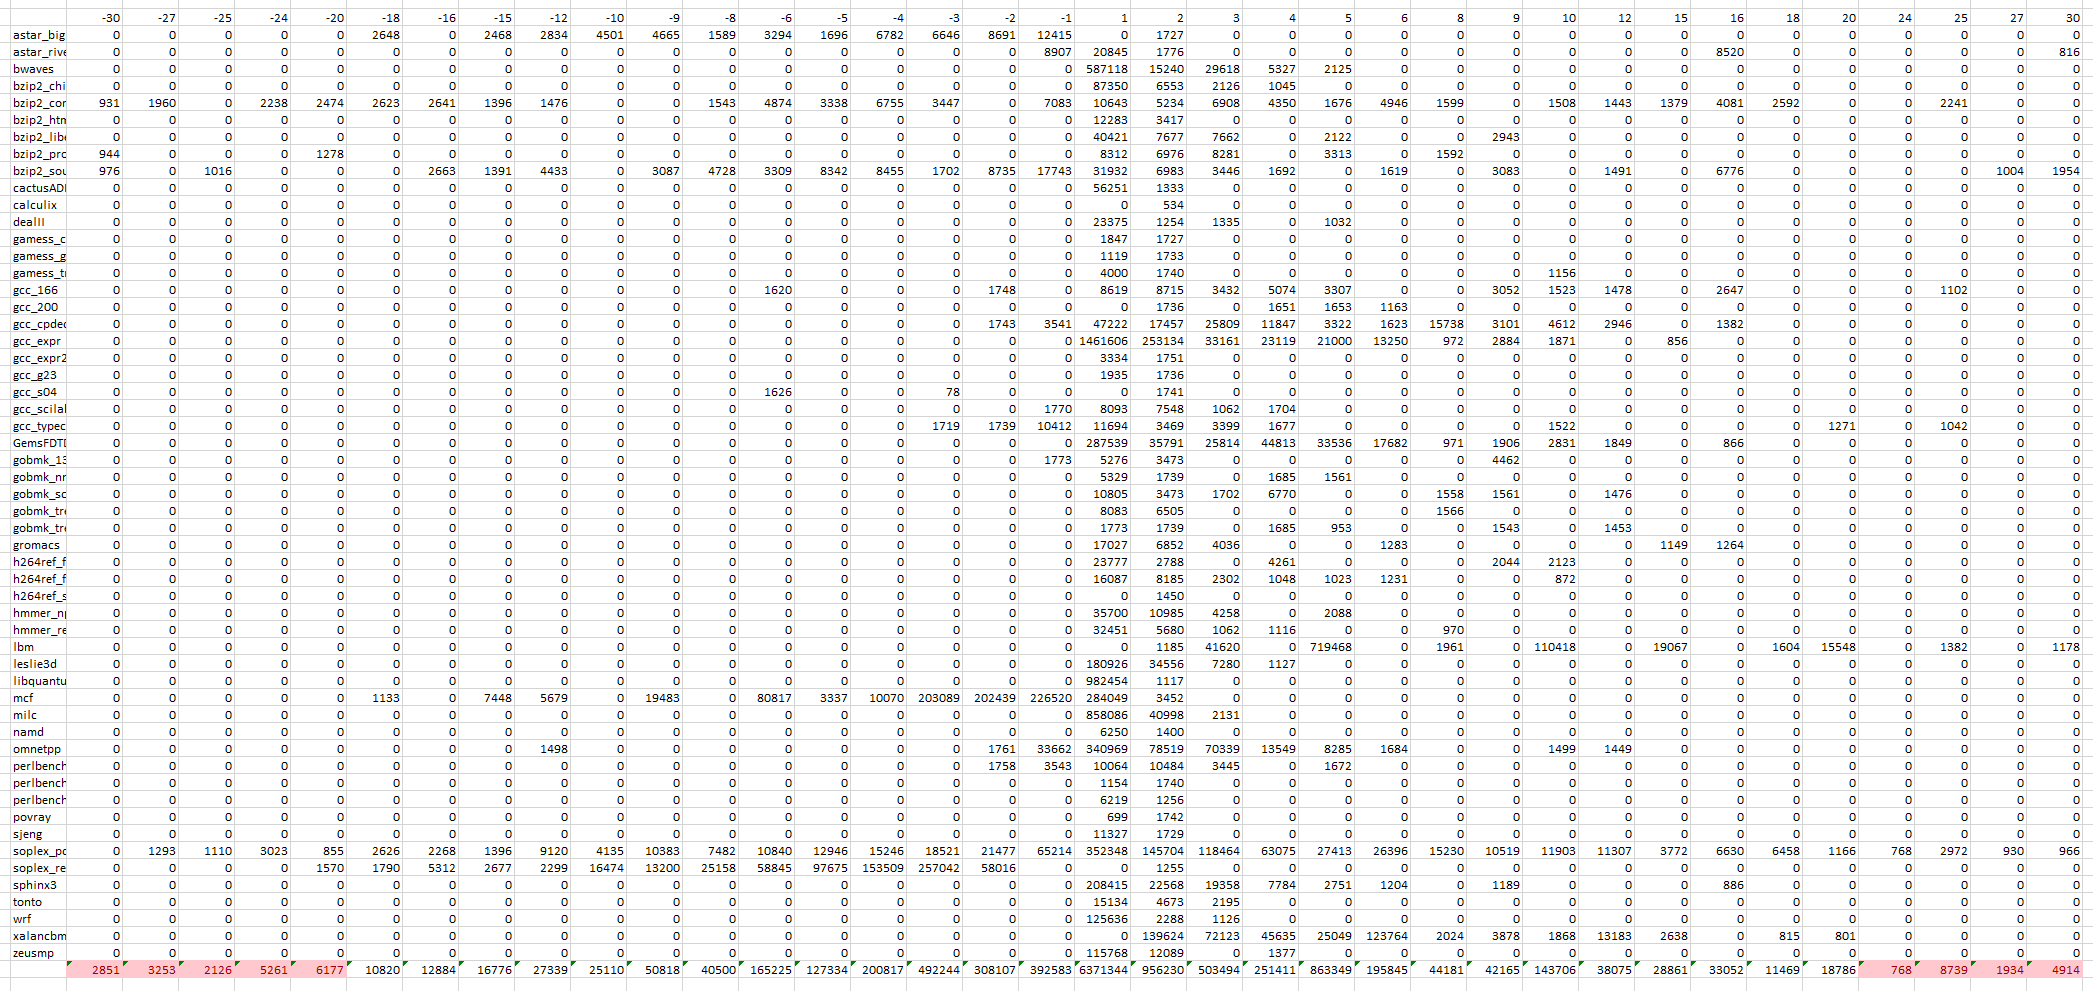 -30 -27 -25 -24 -20 -18 -16 -15 -12 -10 -9 -8 -6 -5 -4 -3 -2 -1 1 2 3 4 5 6 8 9 10 12 15 16 18 20 24 25 27 30
astar_big 0 0 0 0 0 2648 0 2468 2834 4501 4665 1589 3294 1696 6782 6646 8691 12415 0 1727 0 0 0 0 0 0 0 0 0 0 0 0 0 0 0 0
astar_rive 0 0 0 0 0 0 0 0 0 0 0 0 0 0 0 0 0 8907 20845 1776 0 0 0 0 0 0 0 0 0 8520 0 0 0 0 0 816
bwaves 0 0 0 0 0 0 0 0 0 0 0 0 0 0 0 0 0 0 587118 15240 29618 5327 2125 0 0 0 0 0 0 0 0 0 0 0 0 0
bzip2_chi 0 0 0 0 0 0 0 0 0 0 0 0 0 0 0 0 0 0 87350 6553 2126 1045 0 0 0 0 0 0 0 0 0 0 0 0 0 0
bzip2_cor 931 1960 0 2238 2474 2623 2641 1396 1476 0 0 1543 4874 3338 6755 3447 0 7083 10643 5234 6908 4350 1676 4946 1599 0 1508 1443 1379 4081 2592 0 0 2241 0 0
bzip2_htn 0 0 0 0 0 0 0 0 0 0 0 0 0 0 0 0 0 0 12283 3417 0 0 0 0 0 0 0 0 0 0 0 0 0 0 0 0
bzip2_libe 0 0 0 0 0 0 0 0 0 0 0 0 0 0 0 0 0 0 40421 7677 7662 0 2122 0 0 2943 0 0 0 0 0 0 0 0 0 0
bzip2_pro 944 0 0 0 1278 0 0 0 0 0 0 0 0 0 0 0 0 0 8312 6976 8281 0 3313 0 1592 0 0 0 0 0 0 0 0 0 0 0
bzip2_sou 976 0 1016 0 0 0 2663 1391 4433 0 3087 4728 3309 8342 8455 1702 8735 17743 31932 6983 3446 1692 0 1619 0 3083 0 1491 0 6776 0 0 0 0 1004 1954
cactusADI 0 0 0 0 0 0 0 0 0 0 0 0 0 0 0 0 0 0 56251 1333 0 0 0 0 0 0 0 0 0 0 0 0 0 0 0 0
calculix 0 0 0 0 0 0 0 0 0 0 0 0 0 0 0 0 0 0 0 534 0 0 0 0 0 0 0 0 0 0 0 0 0 0 0 0
dealII 0 0 0 0 0 0 0 0 0 0 0 0 0 0 0 0 0 0 23375 1254 1335 0 1032 0 0 0 0 0 0 0 0 0 0 0 0 0
gamess_c 0 0 0 0 0 0 0 0 0 0 0 0 0 0 0 0 0 0 1847 1727 0 0 0 0 0 0 0 0 0 0 0 0 0 0 0 0
gamess_g 0 0 0 0 0 0 0 0 0 0 0 0 0 0 0 0 0 0 1119 1733 0 0 0 0 0 0 0 0 0 0 0 0 0 0 0 0
gamess_tr 0 0 0 0 0 0 0 0 0 0 0 0 0 0 0 0 0 0 4000 1740 0 0 0 0 0 0 1156 0 0 0 0 0 0 0 0 0
gcc_166 0 0 0 0 0 0 0 0 0 0 0 0 1620 0 0 0 1748 0 8619 8715 3432 5074 3307 0 0 3052 1523 1478 0 2647 0 0 0 1102 0 0
gcc_200 0 0 0 0 0 0 0 0 0 0 0 0 0 0 0 0 0 0 0 1736 0 1651 1653 1163 0 0 0 0 0 0 0 0 0 0 0 0
gcc_cpdec 0 0 0 0 0 0 0 0 0 0 0 0 0 0 0 0 1743 3541 47222 17457 25809 11847 3322 1623 15738 3101 4612 2946 0 1382 0 0 0 0 0 0
gcc_expr 0 0 0 0 0 0 0 0 0 0 0 0 0 0 0 0 0 0 1461606 253134 33161 23119 21000 13250 972 2884 1871 0 856 0 0 0 0 0 0 0
gcc_expr2 0 0 0 0 0 0 0 0 0 0 0 0 0 0 0 0 0 0 3334 1751 0 0 0 0 0 0 0 0 0 0 0 0 0 0 0 0
gcc_g23 0 0 0 0 0 0 0 0 0 0 0 0 0 0 0 0 0 0 1935 1736 0 0 0 0 0 0 0 0 0 0 0 0 0 0 0 0
gcc_s04 0 0 0 0 0 0 0 0 0 0 0 0 1626 0 0 78 0 0 0 1741 0 0 0 0 0 0 0 0 0 0 0 0 0 0 0 0
gcc_scilal 0 0 0 0 0 0 0 0 0 0 0 0 0 0 0 0 0 1770 8093 7548 1062 1704 0 0 0 0 0 0 0 0 0 0 0 0 0 0
gcc_typec 0 0 0 0 0 0 0 0 0 0 0 0 0 0 0 1719 1739 10412 11694 3469 3399 1677 0 0 0 0 1522 0 0 0 0 1271 0 1042 0 0
GemsFDTI 0 0 0 0 0 0 0 0 0 0 0 0 0 0 0 0 0 0 287539 35791 25814 44813 33536 17682 971 1906 2831 1849 0 866 0 0 0 0 0 0
gobmk_13 0 0 0 0 0 0 0 0 0 0 0 0 0 0 0 0 0 1773 5276 3473 0 0 0 0 0 4462 0 0 0 0 0 0 0 0 0 0
gobmk_nr 0 0 0 0 0 0 0 0 0 0 0 0 0 0 0 0 0 0 5329 1739 0 1685 1561 0 0 0 0 0 0 0 0 0 0 0 0 0
gobmk_sc 0 0 0 0 0 0 0 0 0 0 0 0 0 0 0 0 0 0 10805 3473 1702 6770 0 0 1558 1561 0 1476 0 0 0 0 0 0 0 0
gobmk_tre 0 0 0 0 0 0 0 0 0 0 0 0 0 0 0 0 0 0 8083 6505 0 0 0 0 1566 0 0 0 0 0 0 0 0 0 0 0
gobmk_tre 0 0 0 0 0 0 0 0 0 0 0 0 0 0 0 0 0 0 1773 1739 0 1685 953 0 0 1543 0 1453 0 0 0 0 0 0 0 0
gromacs 0 0 0 0 0 0 0 0 0 0 0 0 0 0 0 0 0 0 17027 6852 4036 0 0 1283 0 0 0 0 1149 1264 0 0 0 0 0 0
h264ref_f 0 0 0 0 0 0 0 0 0 0 0 0 0 0 0 0 0 0 23777 2788 0 4261 0 0 0 2044 2123 0 0 0 0 0 0 0 0 0
h264ref_f 0 0 0 0 0 0 0 0 0 0 0 0 0 0 0 0 0 0 16087 8185 2302 1048 1023 1231 0 0 872 0 0 0 0 0 0 0 0 0
h264ref_s 0 0 0 0 0 0 0 0 0 0 0 0 0 0 0 0 0 0 0 1450 0 0 0 0 0 0 0 0 0 0 0 0 0 0 0 0
hmmer_nj 0 0 0 0 0 0 0 0 0 0 0 0 0 0 0 0 0 0 35700 10985 4258 0 2088 0 0 0 0 0 0 0 0 0 0 0 0 0
hmmer_re 0 0 0 0 0 0 0 0 0 0 0 0 0 0 0 0 0 0 32451 5680 1062 1116 0 0 970 0 0 0 0 0 0 0 0 0 0 0
lbm 0 0 0 0 0 0 0 0 0 0 0 0 0 0 0 0 0 0 0 1185 41620 0 719468 0 1961 0 110418 0 19067 0 1604 15548 0 1382 0 1178
leslie3d 0 0 0 0 0 0 0 0 0 0 0 0 0 0 0 0 0 0 180926 34556 7280 1127 0 0 0 0 0 0 0 0 0 0 0 0 0 0
libquantu 0 0 0 0 0 0 0 0 0 0 0 0 0 0 0 0 0 0 982454 1117 0 0 0 0 0 0 0 0 0 0 0 0 0 0 0 0
mcf 0 0 0 0 0 1133 0 7448 5679 0 19483 0 80817 3337 10070 203089 202439 226520 284049 3452 0 0 0 0 0 0 0 0 0 0 0 0 0 0 0 0
milc 0 0 0 0 0 0 0 0 0 0 0 0 0 0 0 0 0 0 858086 40998 2131 0 0 0 0 0 0 0 0 0 0 0 0 0 0 0
namd 0 0 0 0 0 0 0 0 0 0 0 0 0 0 0 0 0 0 6250 1400 0 0 0 0 0 0 0 0 0 0 0 0 0 0 0 0
omnetpp 0 0 0 0 0 0 0 0 1498 0 0 0 0 0 0 0 1761 33662 340969 78519 70339 13549 8285 1684 0 0 1499 1449 0 0 0 0 0 0 0 0
perlbench 0 0 0 0 0 0 0 0 0 0 0 0 0 0 0 0 1758 3543 10064 10484 3445 0 1672 0 0 0 0 0 0 0 0 0 0 0 0 0
perlbench 0 0 0 0 0 0 0 0 0 0 0 0 0 0 0 0 0 0 1154 1740 0 0 0 0 0 0 0 0 0 0 0 0 0 0 0 0
perlbench 0 0 0 0 0 0 0 0 0 0 0 0 0 0 0 0 0 0 6219 1256 0 0 0 0 0 0 0 0 0 0 0 0 0 0 0 0
povray 0 0 0 0 0 0 0 0 0 0 0 0 0 0 0 0 0 0 699 1742 0 0 0 0 0 0 0 0 0 0 0 0 0 0 0 0
sjeng 0 0 0 0 0 0 0 0 0 0 0 0 0 0 0 0 0 0 11327 1729 0 0 0 0 0 0 0 0 0 0 0 0 0 0 0 0
soplex_pc 0 1293 1110 3023 855 2626 2268 1396 9120 4135 10383 7482 10840 12946 15246 18521 21477 65214 352348 145704 118464 63075 27413 26396 15230 10519 11903 11307 3772 6630 6458 1166 768 2972 930 966
soplex_re 0 0 0 0 1570 1790 5312 2677 2299 16474 13200 25158 58845 97675 153509 257042 58016 0 0 1255 0 0 0 0 0 0 0 0 0 0 0 0 0 0 0 0
sphinx3 0 0 0 0 0 0 0 0 0 0 0 0 0 0 0 0 0 0 208415 22568 19358 7784 2751 1204 0 1189 0 0 0 886 0 0 0 0 0 0
tonto 0 0 0 0 0 0 0 0 0 0 0 0 0 0 0 0 0 0 15134 4673 2195 0 0 0 0 0 0 0 0 0 0 0 0 0 0 0
wrf 0 0 0 0 0 0 0 0 0 0 0 0 0 0 0 0 0 0 125636 2288 1126 0 0 0 0 0 0 0 0 0 0 0 0 0 0 0
xalancbm 0 0 0 0 0 0 0 0 0 0 0 0 0 0 0 0 0 0 0 139624 72123 45635 25049 123764 2024 3878 1868 13183 2638 0 815 801 0 0 0 0
zeusmp 0 0 0 0 0 0 0 0 0 0 0 0 0 0 0 0 0 0 115768 12089 0 1377 0 0 0 0 0 0 0 0 0 0 0 0 0 0
2851 3253 2126 5261 6177 10820 12884 16776 27339 25110 50818 40500 165225 127334 200817 492244 308107 392583 6371344 956230 503494 251411 863349 195845 44181 42165 143706 38075 28861 33052 11469 18786 768 8739 1934 4914